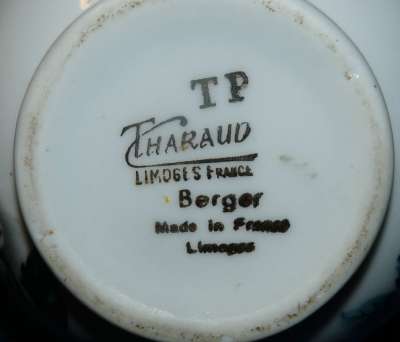 TP
THARAUD
LIMOGES FRANCE
Berger
Made in France
Limoges